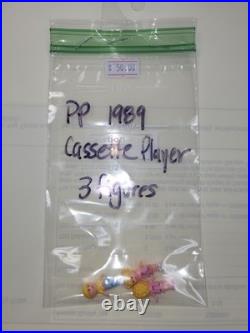 $ 50.00
PP 1989
Cassette Player
3 figures